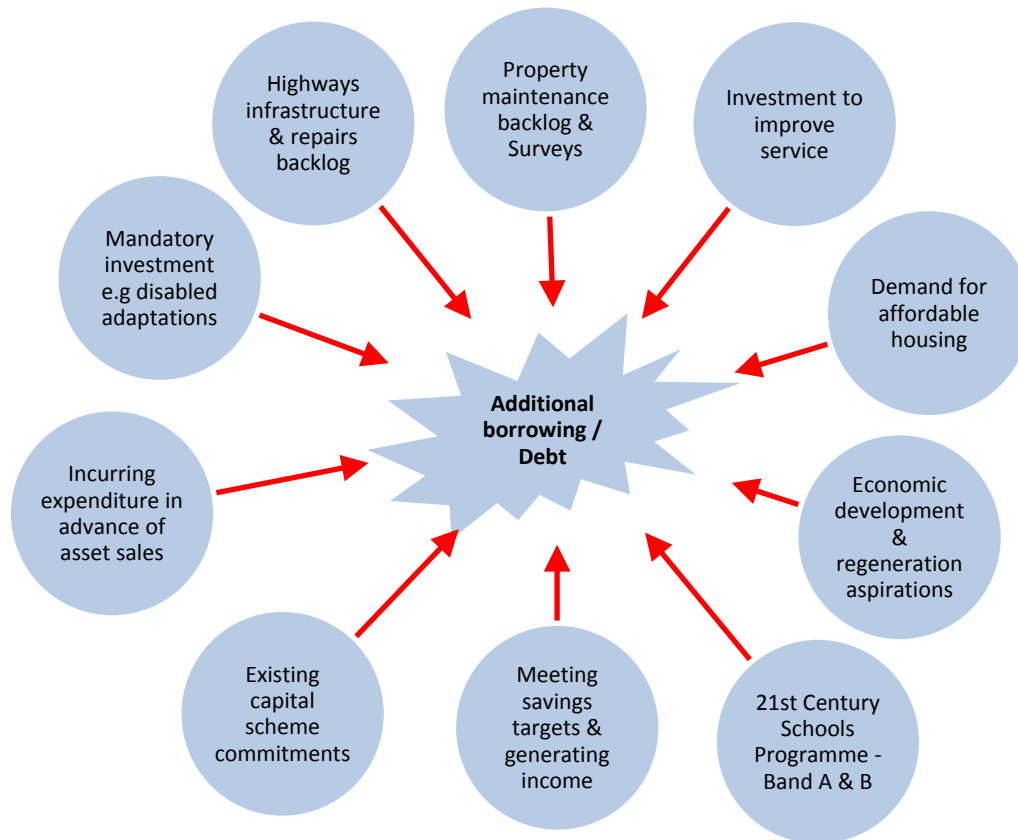 Highways
infrastructure
& repairs
backlog
Property
maintenance
backlog &
Surveys
Investment to
improve
service
Mandatory
investment
e.g disabled
adaptations
Demand for
affordable
housing
Additional
borrowing /
Debt
Incurring
expenditure in
advance of
asset sales
Economic
development
&
regeneration
aspirations
Existing
capital
scheme
commitments
Meeting
savings
targets &
generating
income
21st Century
Schools
Programme -
Band A & B